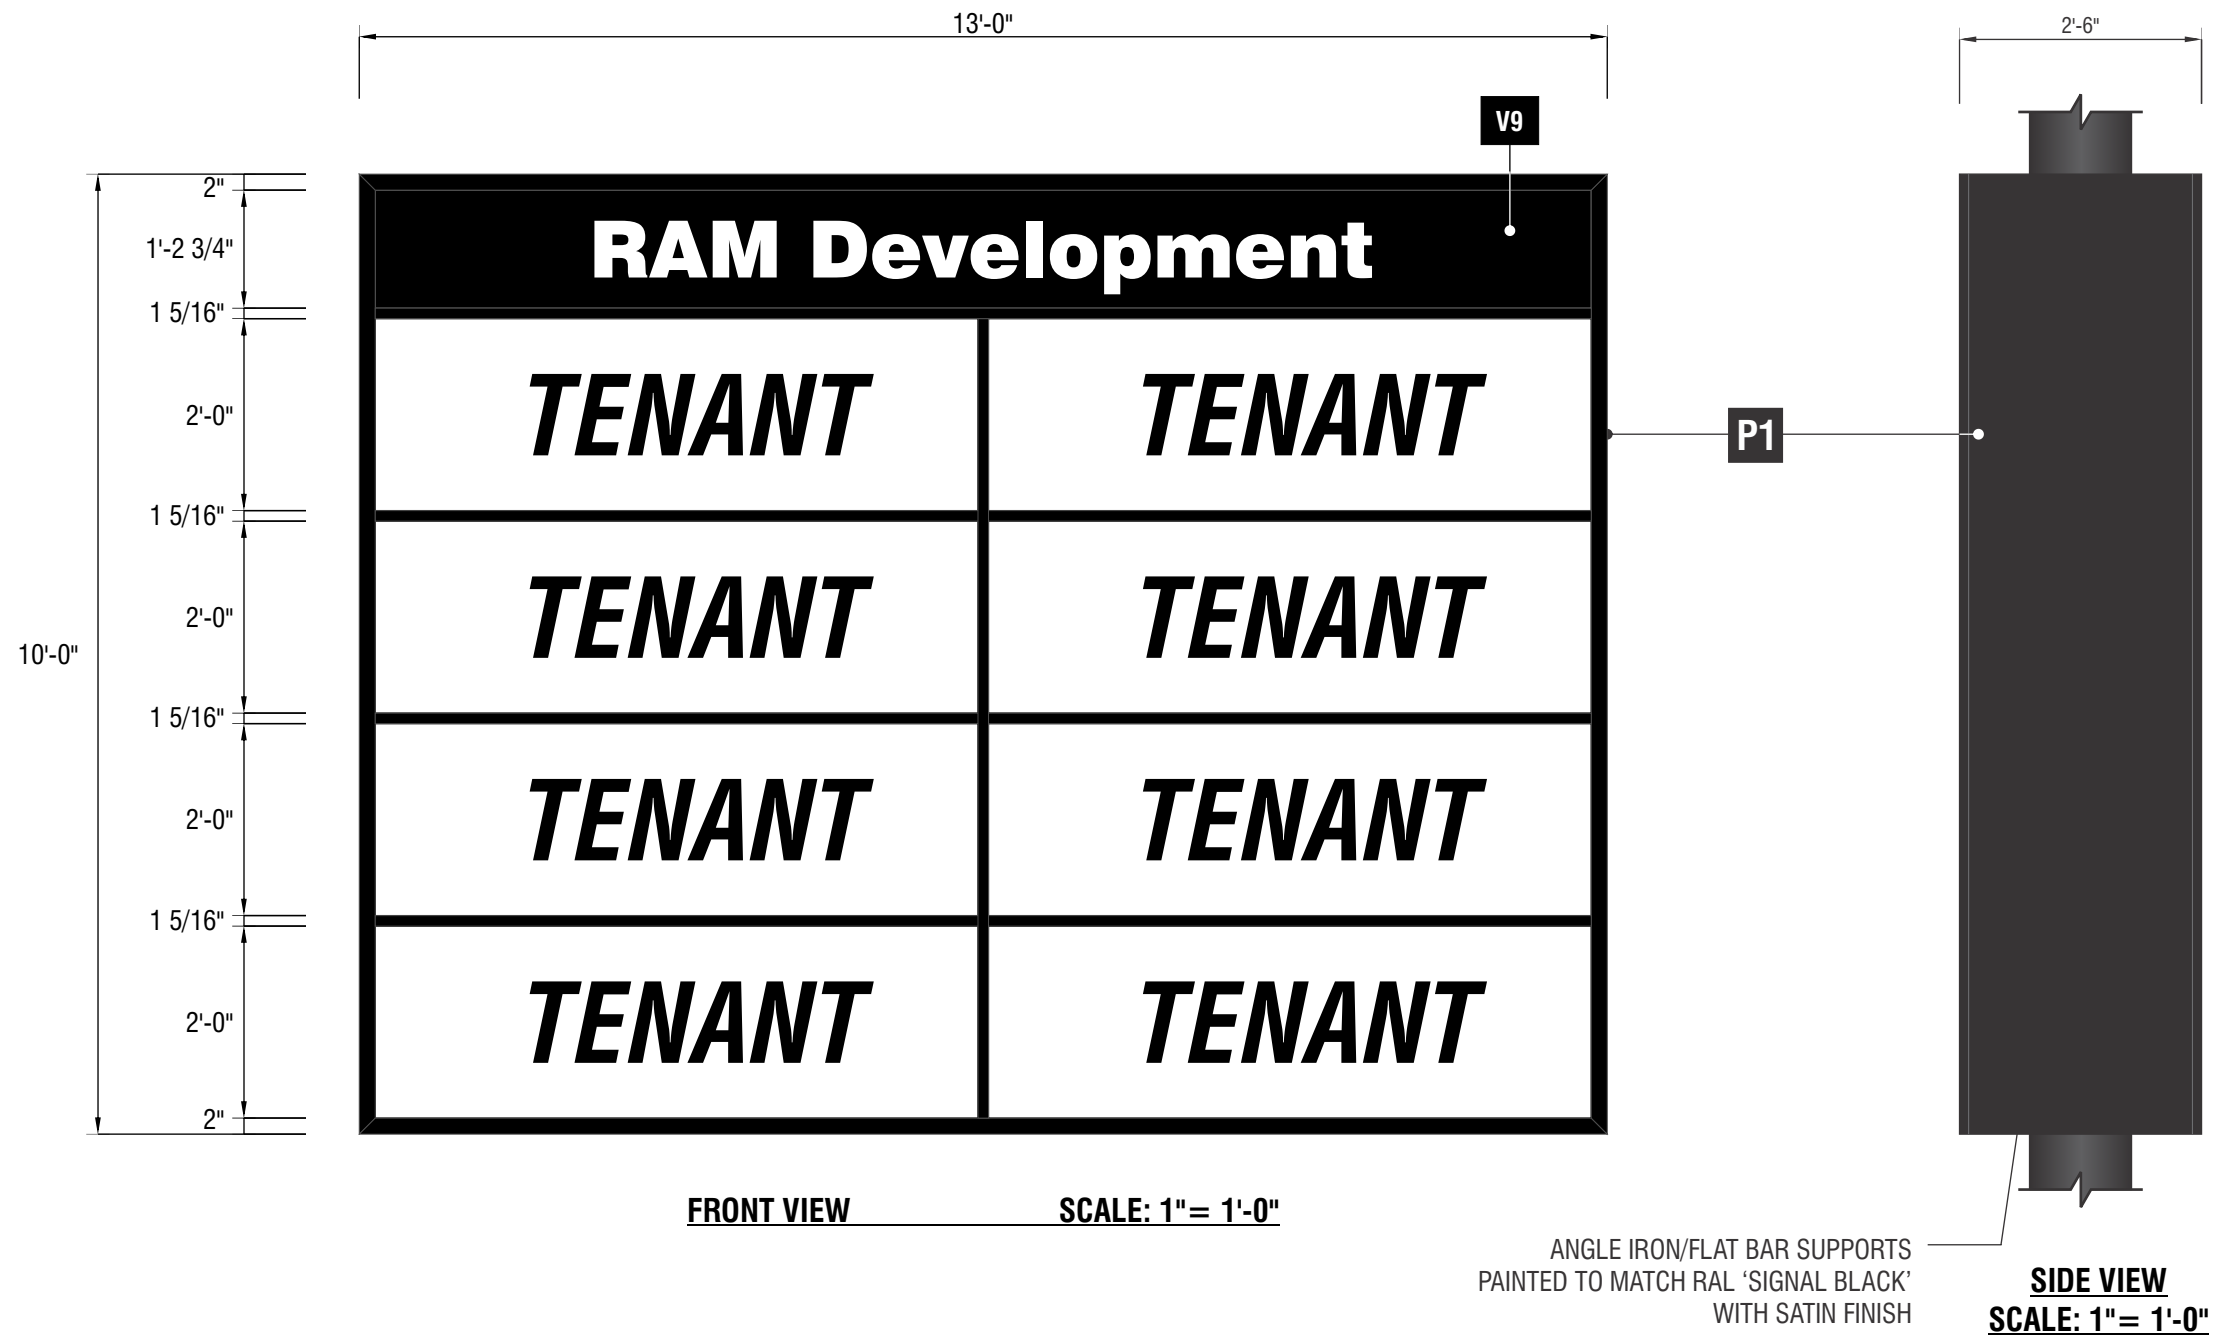 13'-0"
2'-6"
V9
2"
1'-2 3/4"
RAM Development
1 5/16"
2'-0"
TENANT TENANT
P1
1 5/16"
2'-0"
TENANT TENANT
10'-0"
1 5/16"
2'-0"
TENANT TENANT
1 5/16"
2'-0"
TENANT TENANT
2"
FRONT VIEW SCALE: 1"= 1'-0"
ANGLE IRON/FLAT BAR SUPPORTS
PAINTED TO MATCH RAL ‘SIGNAL BLACK’
WITH SATIN FINISH
SIDE VIEW
SCALE: 1"= 1'-0"